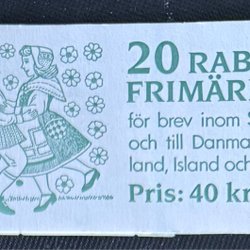 20 RAB
FRIMÄR
för brev inom S
och till Danma
land, Island och
Pris: 40 kr